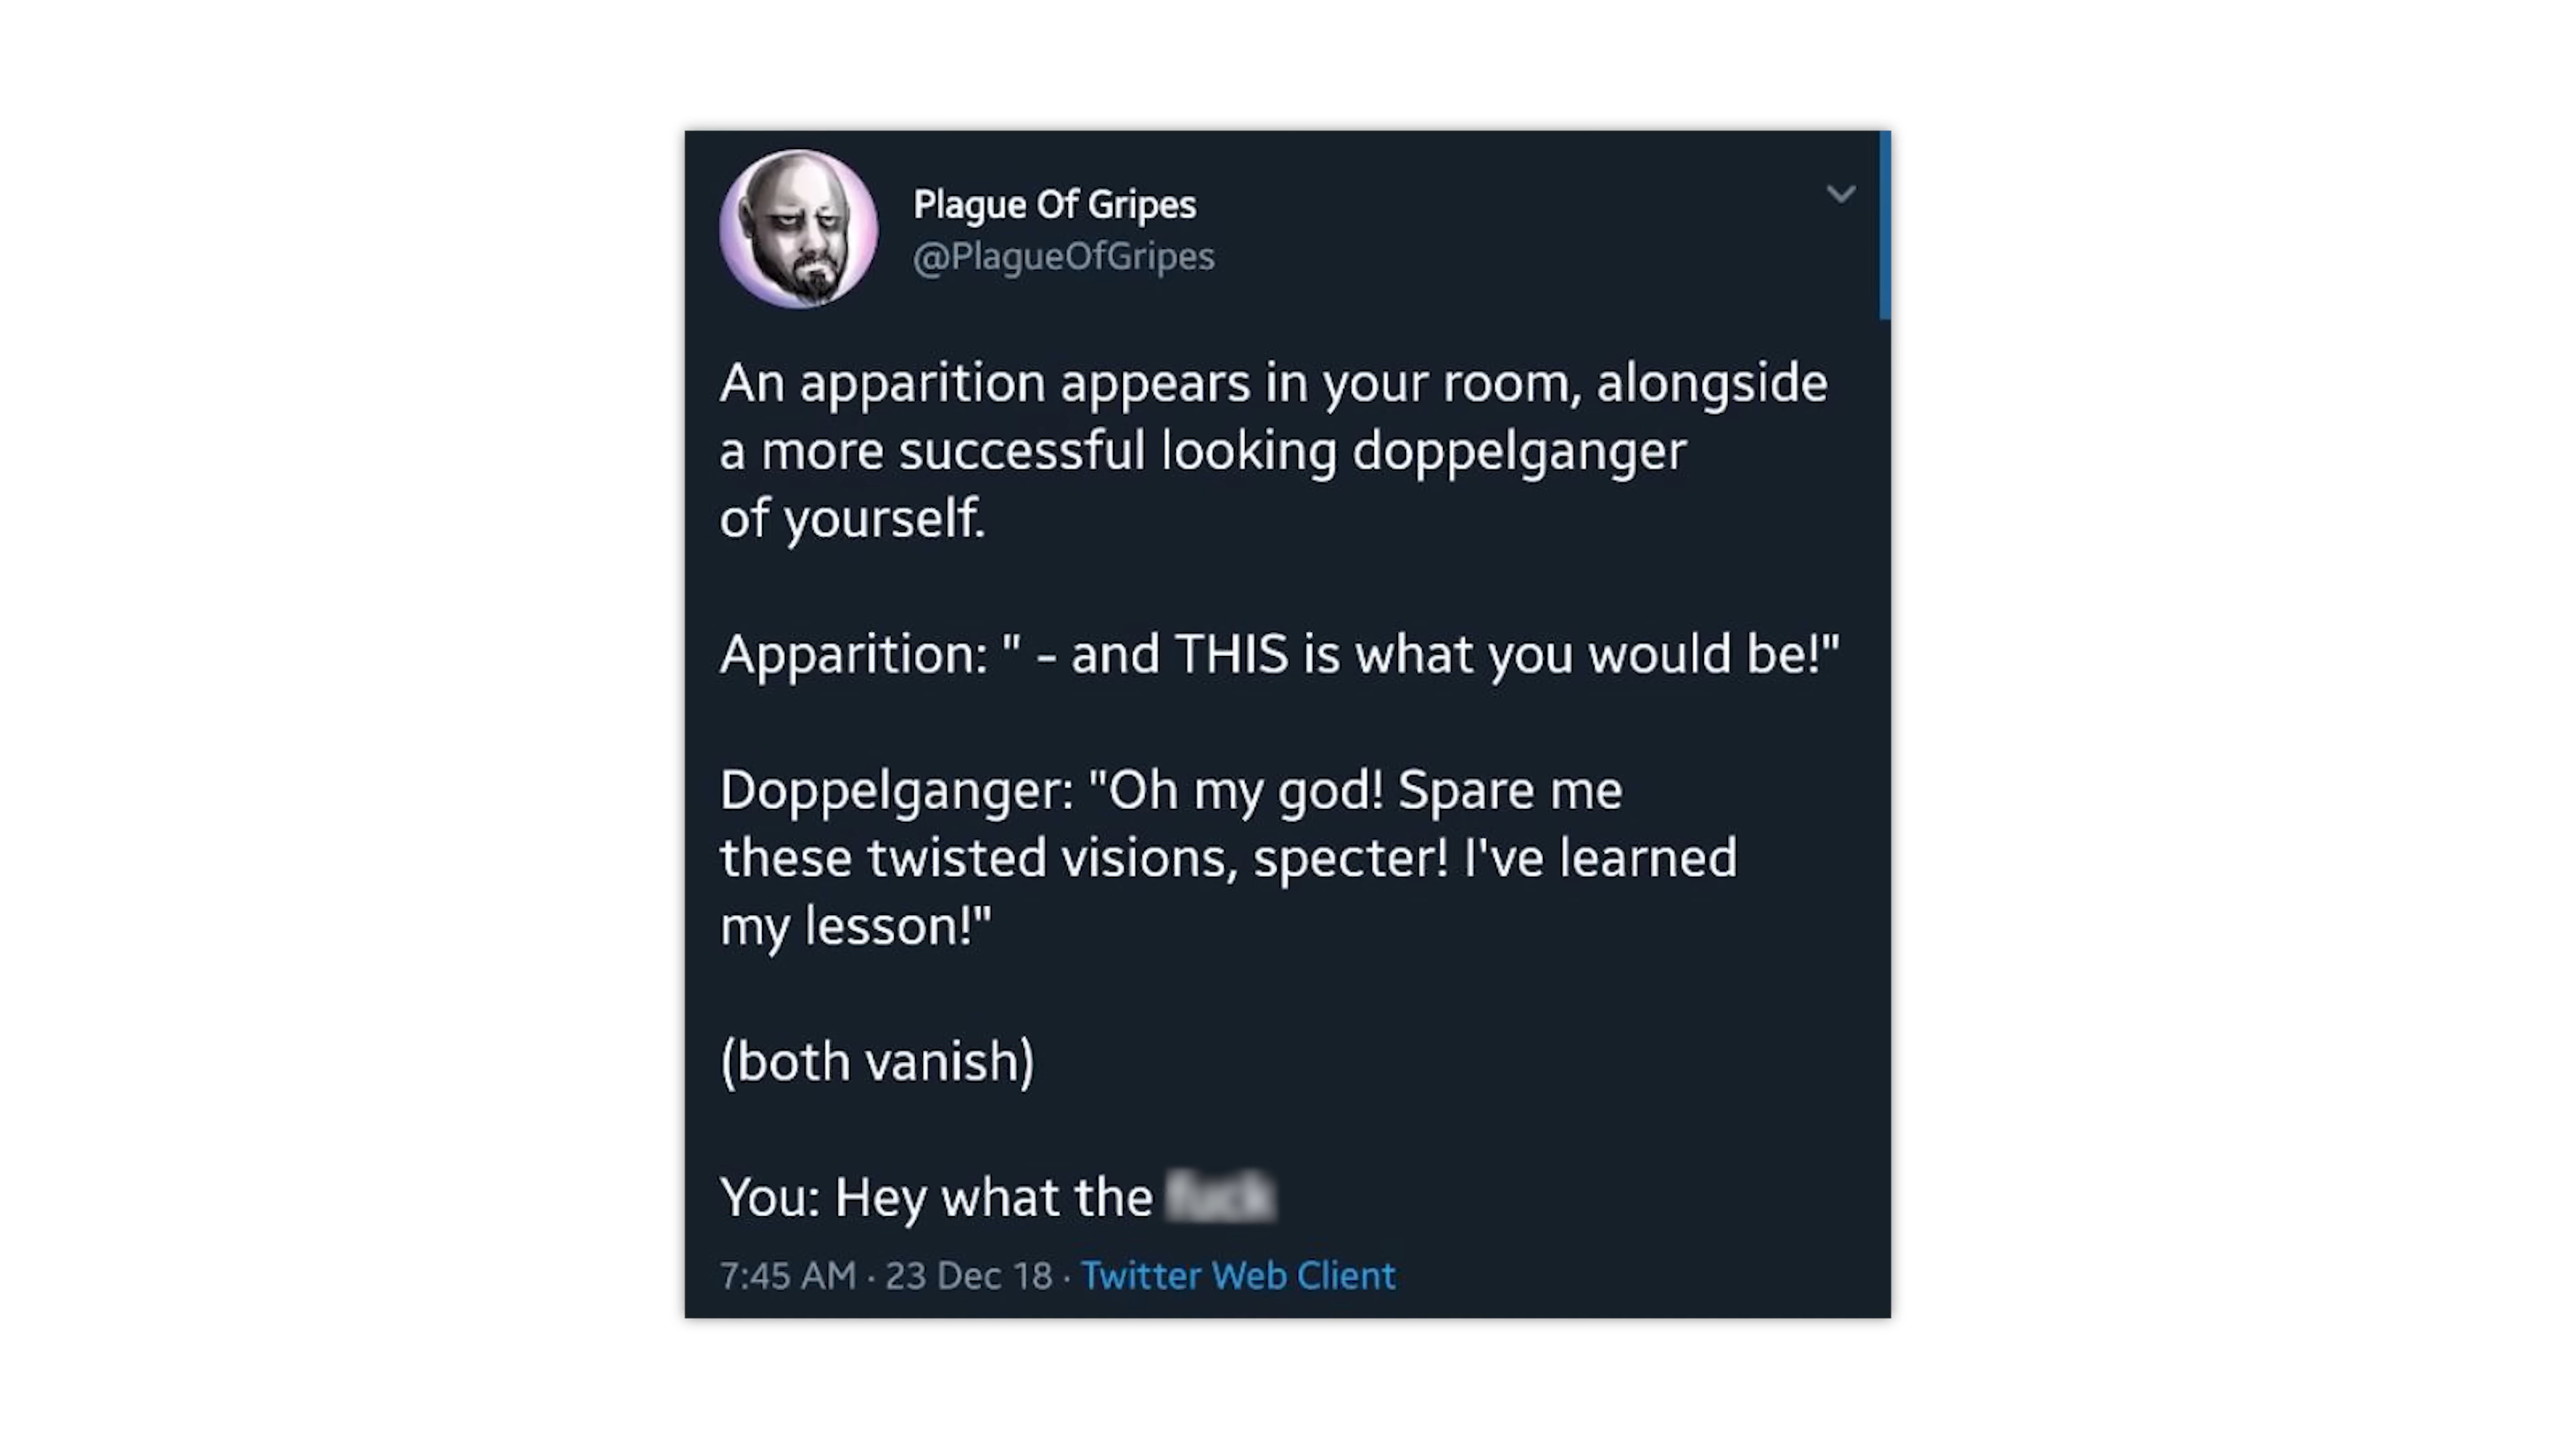 Plague Of Gripes
@PlagueOfGripes
An apparition appears in your room, alongside
a more successful looking doppelganger
of yourself.
Apparition: " - and THIS is what you would be!"
Doppelganger: "Oh my god! Spare me
these twisted visions, specter! I've learned
my lesson!"
(both vanish)
You: Hey what the
7:45 AM · 23 Dec 18 · Twitter Web Client